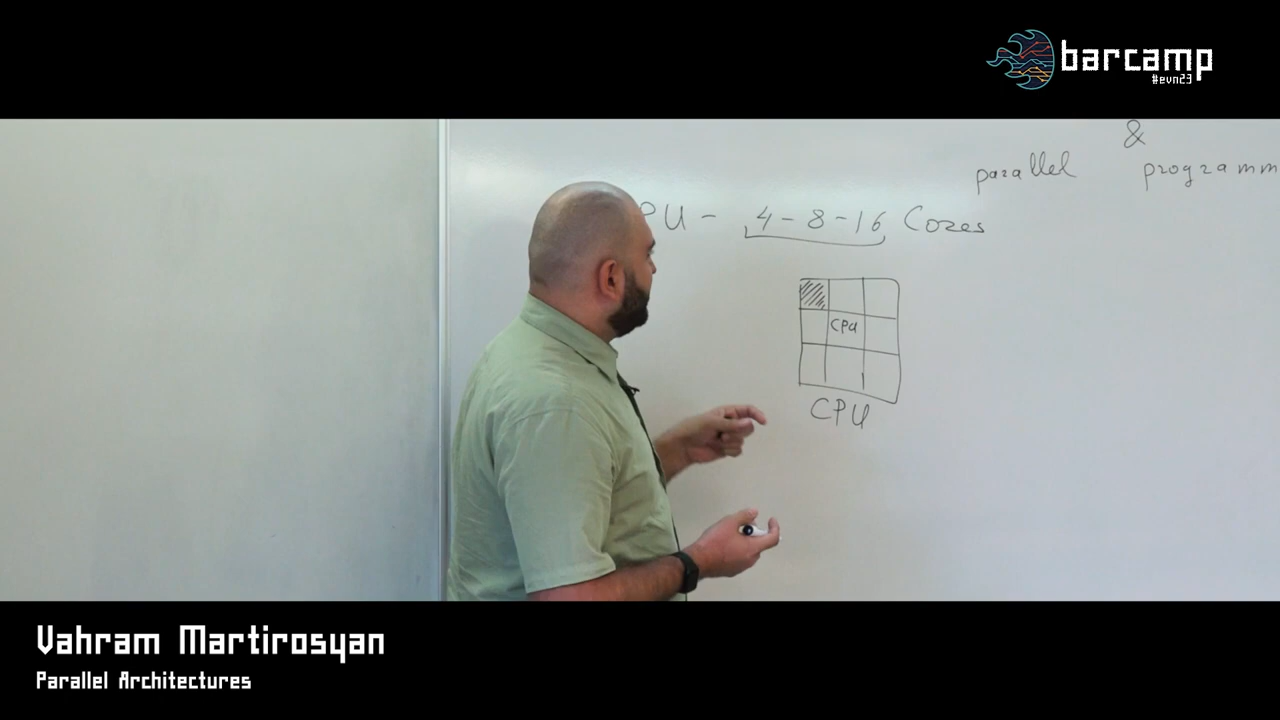 barcamp
#evn23
&
parallel programm
PU - 4-8-16 Cores
CPU
CPU
Vahram Martirosyan
Parallel Architectures